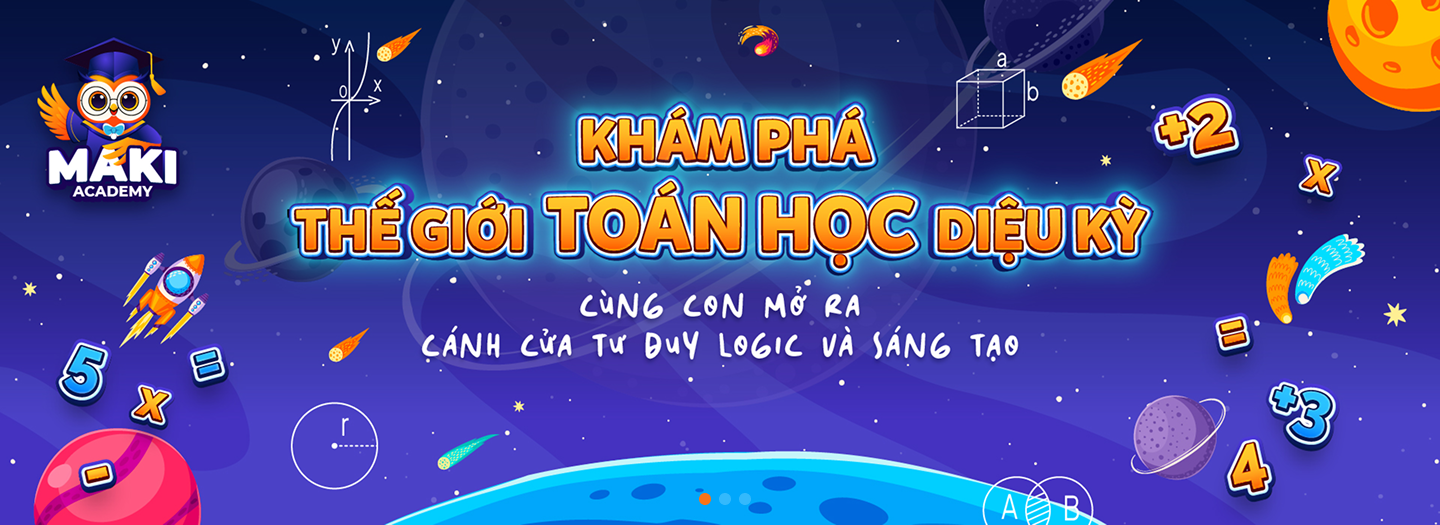 MAKI
ACADEMY
y
x
o
a
b
KHÁM PHÁ
THẾ GIỚI TOÁN HỌC DIỆU KỲ
CÙNG CON MỞ RA
CÁNH CỬA TƯ DUY LOGIC VÀ SÁNG TẠO
+2
x
=
5
=
x
-
r
+3
4
A
B